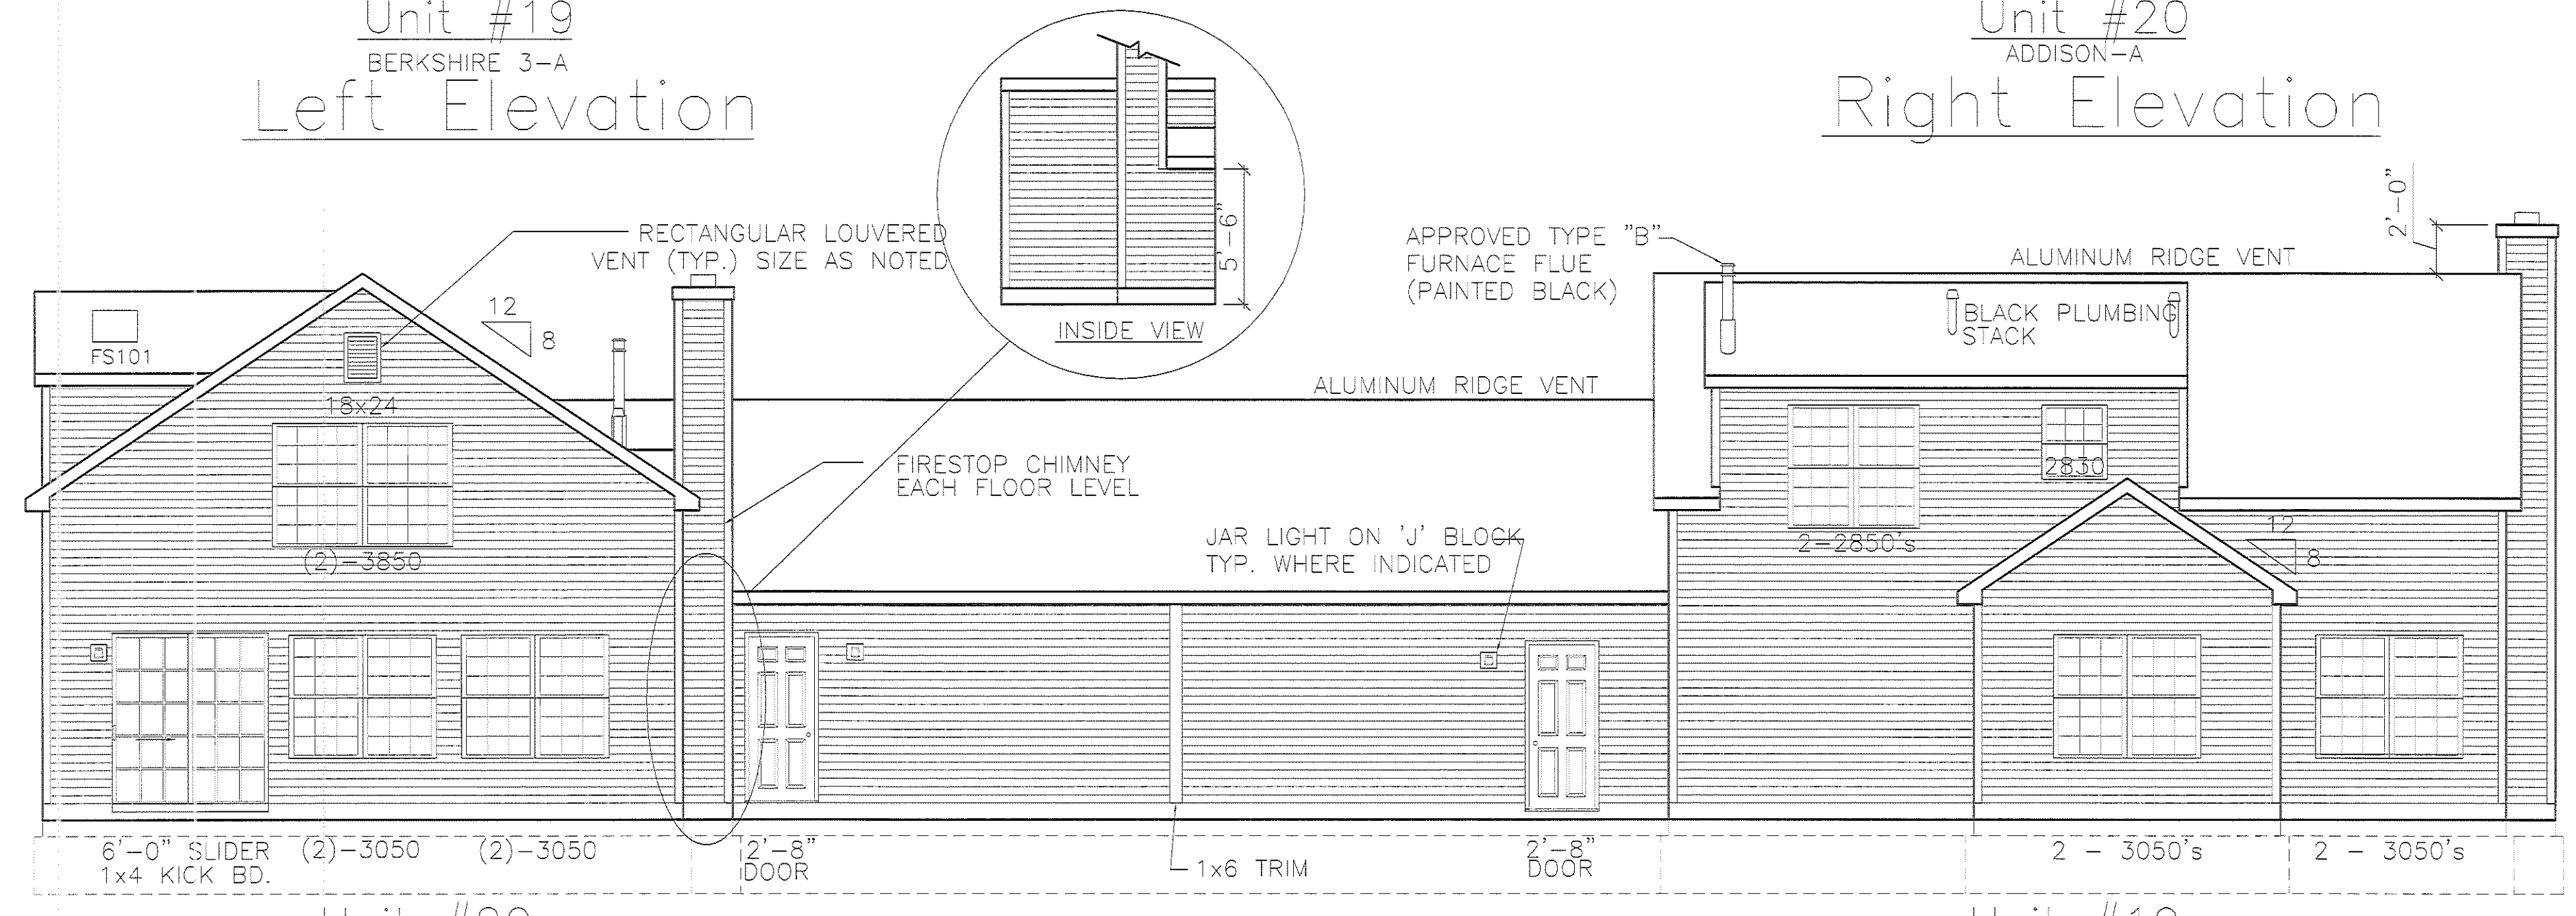 Unit #19
BERKSHIRE 3-A
Left Elevation
Unit #20
ADDISON-A
Right Elevation
RECTANGULAR LOUVERED
VENT (TYP.) SIZE AS NOTED
5'-6"
INSIDE VIEW
APPROVED TYPE "B"
FURNACE FLUE
(PAINTED BLACK)
ALUMINUM RIDGE VENT
2'-0"
12
8
FS101
18x24
BLACK PLUMBING
STACK
ALUMINUM RIDGE VENT
FIRESTOP CHIMNEY
EACH FLOOR LEVEL
2830
(2)-3850
JAR LIGHT ON 'J' BLOCK
TYP. WHERE INDICATED
2-2850's
12
8
6'-0" SLIDER
1x4 KICK BD.
(2)-3050
(2)-3050
2'-8"
DOOR
1x6 TRIM
2'-8"
DOOR
2 - 3050's
2 - 3050's